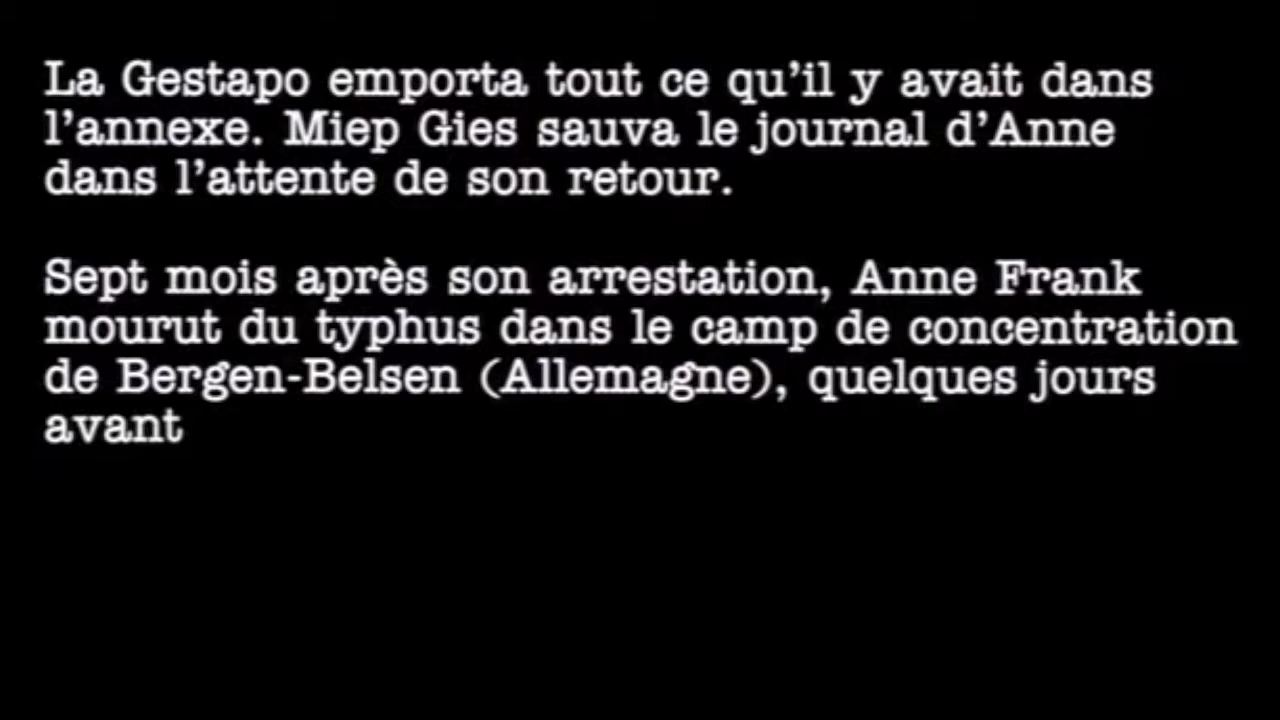 La Gestapo emporta tout ce qu’il y avait dans
l’annexe. Miep Gies sauva le journal d’Anne
dans l’attente de son retour.
Sept mois après son arrestation, Anne Frank
mourut du typhus dans le camp de concentration
de Bergen-Belsen (Allemagne), quelques jours
avant